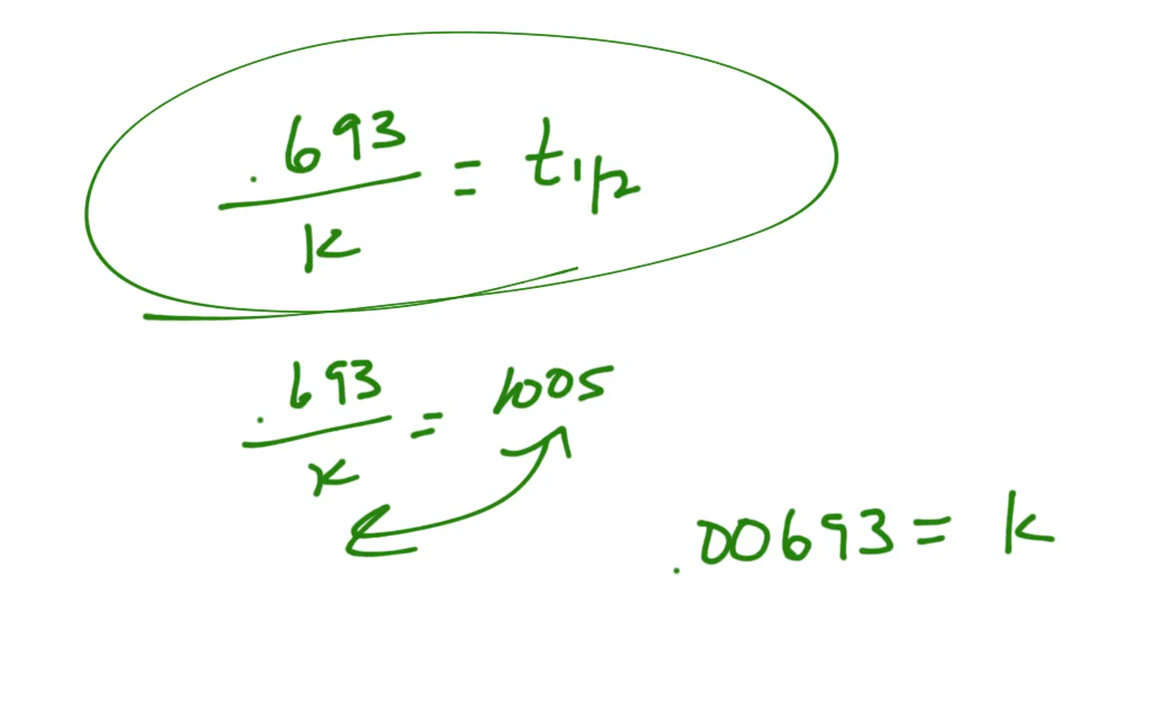 .693 / k = t1/2
.693 / k = 100s
.00693 = k